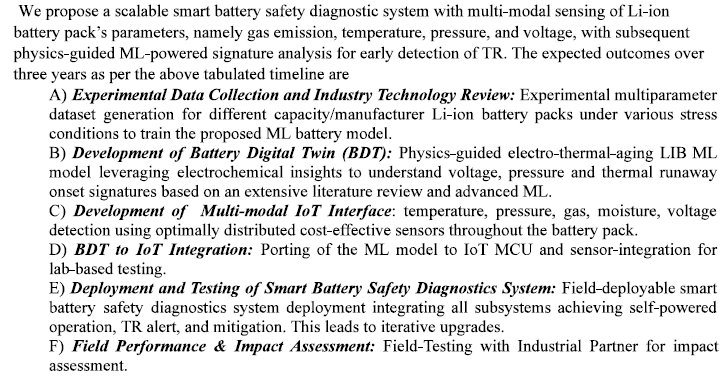 We propose a scalable smart battery safety diagnostic system with multi-modal sensing of Li-ion
battery pack's parameters, namely gas emission, temperature, pressure, and voltage, with subsequent
physics-guided ML-powered signature analysis for early detection of TR. The expected outcomes over
three years as per the above tabulated timeline are
A) Experimental Data Collection and Industry Technology Review: Experimental multiparameter
dataset generation for different capacity/manufacturer Li-ion battery packs under various stress
conditions to train the proposed ML battery model.
B) Development of Battery Digital Twin (BDT): Physics-guided electro-thermal-aging LIB ML
model leveraging electrochemical insights to understand voltage, pressure and thermal runaway
onset signatures based on an extensive literature review and advanced ML.
C) Development of Multi-modal IoT Interface: temperature, pressure, gas, moisture, voltage
detection using optimally distributed cost-effective sensors throughout the battery pack.
D) BDT to IoT Integration: Porting of the ML model to IoT MCU and sensor-integration for
lab-based testing.
E) Deployment and Testing of Smart Battery Safety Diagnostics System: Field-deployable smart
battery safety diagnostics system deployment integrating all subsystems achieving self-powered
operation, TR alert, and mitigation. This leads to iterative upgrades.
F) Field Performance & Impact Assessment: Field-Testing with Industrial Partner for impact
assessment.